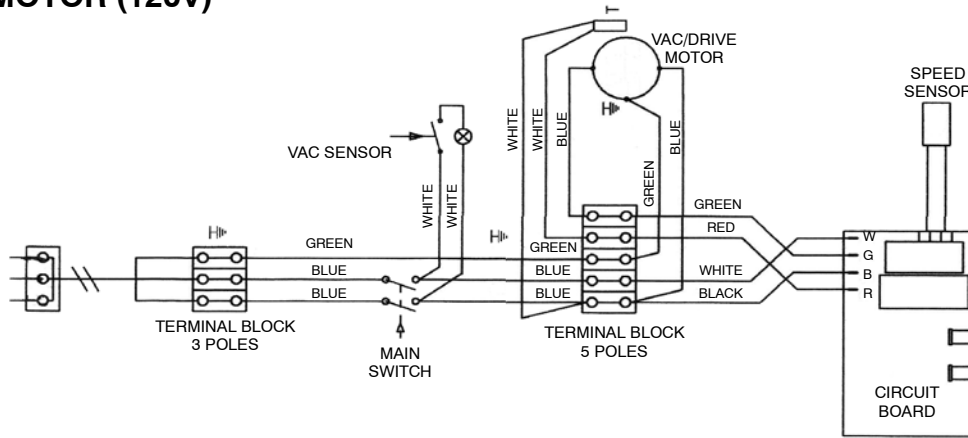 MOTOR (120V)
T
VAC/DRIVE
MOTOR
SPEED
SENSOR
VAC SENSOR
WHITE
WHITE
WHITE
WHITE
BLUE
GREEN
BLUE
GREEN
BLUE
BLUE
GREEN
BLUE
BLUE
GREEN
RED
WHITE
BLACK
W
G
B
R
TERMINAL BLOCK
3 POLES
MAIN
SWITCH
TERMINAL BLOCK
5 POLES
CIRCUIT
BOARD